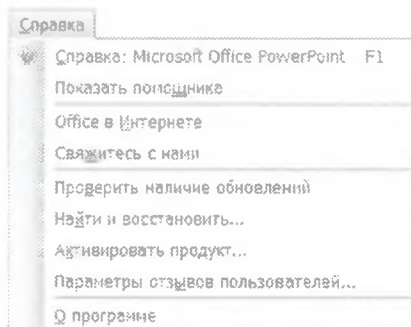 Справка
Справка: Microsoft Office PowerPoint F1
Показать помощника
Office в Интернете
Свяжитесь с нами
Проверить наличие обновлений
Найти и восстановить...
Активировать продукт...
Параметры отзывов пользователей...
О программе